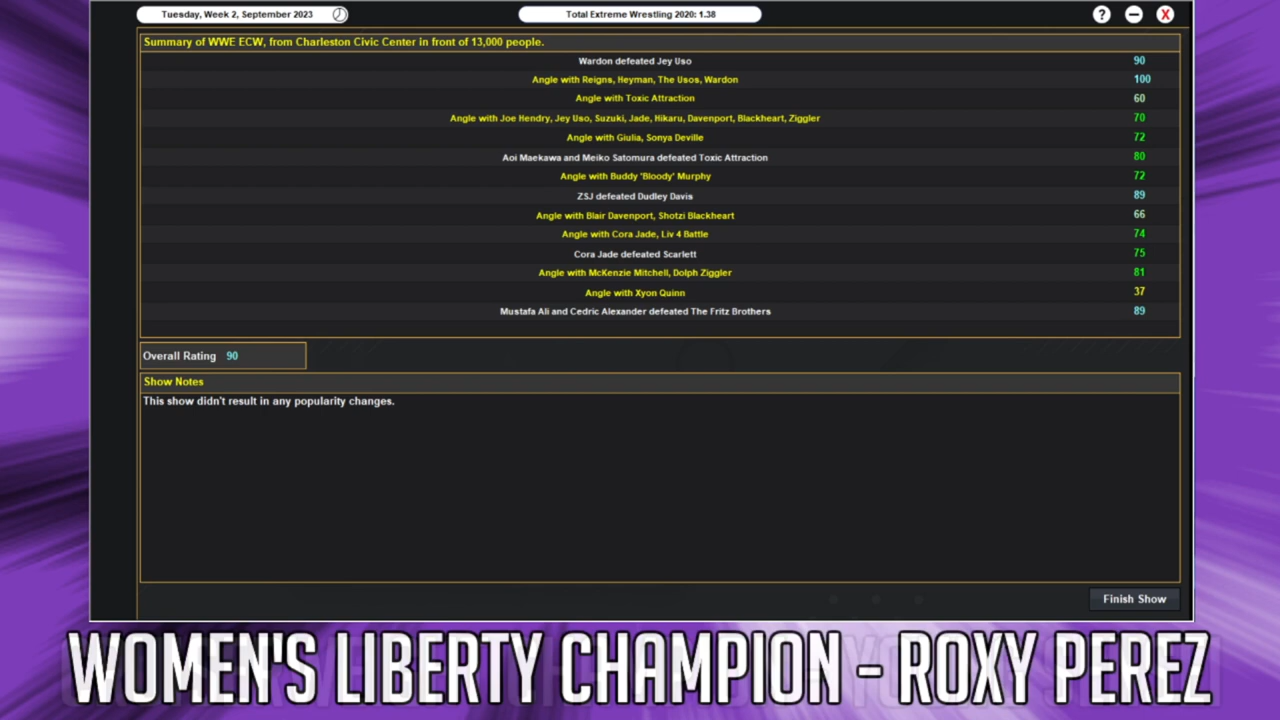 Tuesday, Week 2, September 2023
Total Extreme Wrestling 2020: 1.38
? X
Summary of WWE ECW, from Charleston Civic Center in front of 13,000 people.
Wardon defeated Jey Uso 90
Angle with Reigns, Heyman, The Usos, Wardon 100
Angle with Toxic Attraction 60
Angle with Joe Hendry, Jey Uso, Suzuki, Jade, Hikaru, Davenport, Blackheart, Ziggler 70
Angle with Giulia, Sonya Deville 72
Aoi Maekawa and Meiko Satomura defeated Toxic Attraction 80
Angle with Buddy 'Bloody' Murphy 72
ZSJ defeated Dudley Davis 89
Angle with Blair Davenport, Shotzi Blackheart 66
Angle with Cora Jade, Liv 4 Battle 74
Cora Jade defeated Scarlett 75
Angle with McKenzie Mitchell, Dolph Ziggler 81
Angle with Xyon Quinn 37
Mustafa Ali and Cedric Alexander defeated The Fritz Brothers 89
Overall Rating 90
Show Notes
This show didn't result in any popularity changes.
Finish Show
WOMEN'S LIBERTY CHAMPION - ROXY PEREZ